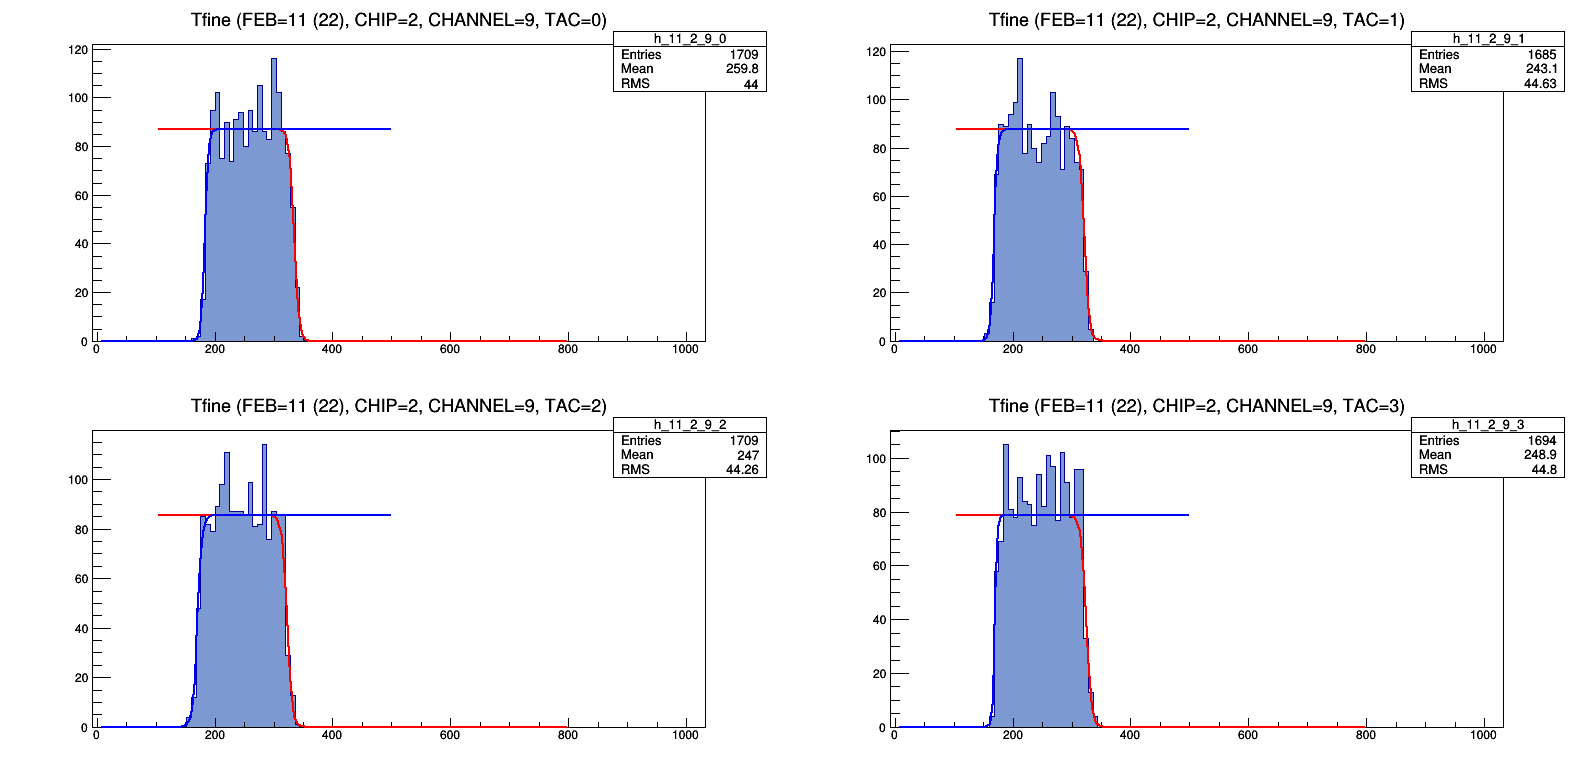 Tfine (FEB=11 (22), CHIP=2, CHANNEL=9, TAC=0)
h_11_2_9_0
Entries 1709
Mean 259.8
RMS 44
120
100
80
60
40
20
0
0 200 400 600 800 1000
Tfine (FEB=11 (22), CHIP=2, CHANNEL=9, TAC=1)
h_11_2_9_1
Entries 1685
Mean 243.1
RMS 44.63
120
100
80
60
40
20
0
0 200 400 600 800 1000
Tfine (FEB=11 (22), CHIP=2, CHANNEL=9, TAC=2)
h_11_2_9_2
Entries 1709
Mean 247
RMS 44.26
100
80
60
40
20
0
0 200 400 600 800 1000
Tfine (FEB=11 (22), CHIP=2, CHANNEL=9, TAC=3)
h_11_2_9_3
Entries 1694
Mean 248.9
RMS 44.8
100
80
60
40
20
0
0 200 400 600 800 1000